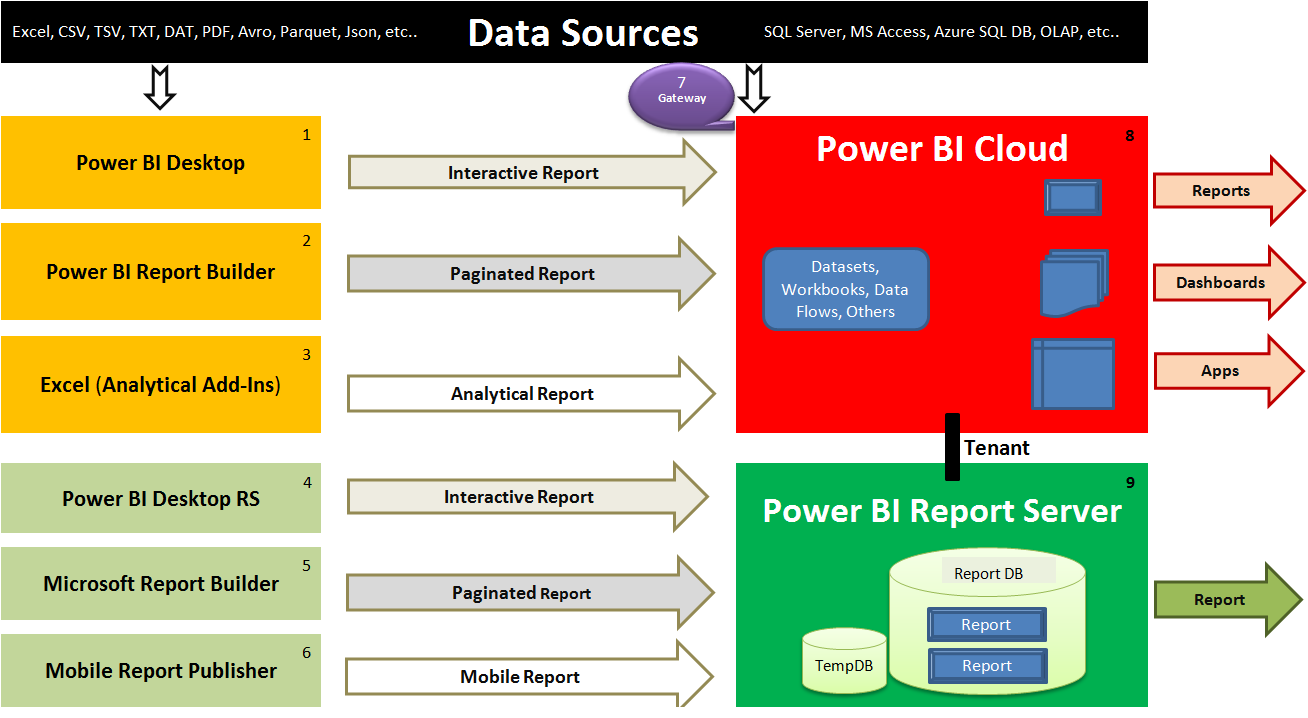 Excel, CSV, TSV, TXT, DAT, PDF, Avro, Parquet, Json, etc..
Data Sources
SQL Server, MS Access, Azure SQL DB, OLAP, etc..
7
Gateway
1
Power BI Desktop
Interactive Report
2
Power BI Report Builder
Paginated Report
3
Excel (Analytical Add-Ins)
Analytical Report
8
Power BI Cloud
Datasets,
Workbooks, Data
Flows, Others
Reports
Dashboards
Apps
Tenant
4
Power BI Desktop RS
Interactive Report
5
Microsoft Report Builder
Paginated Report
6
Mobile Report Publisher
Mobile Report
9
Power BI Report Server
Report DB
Report
Report
TempDB
Report